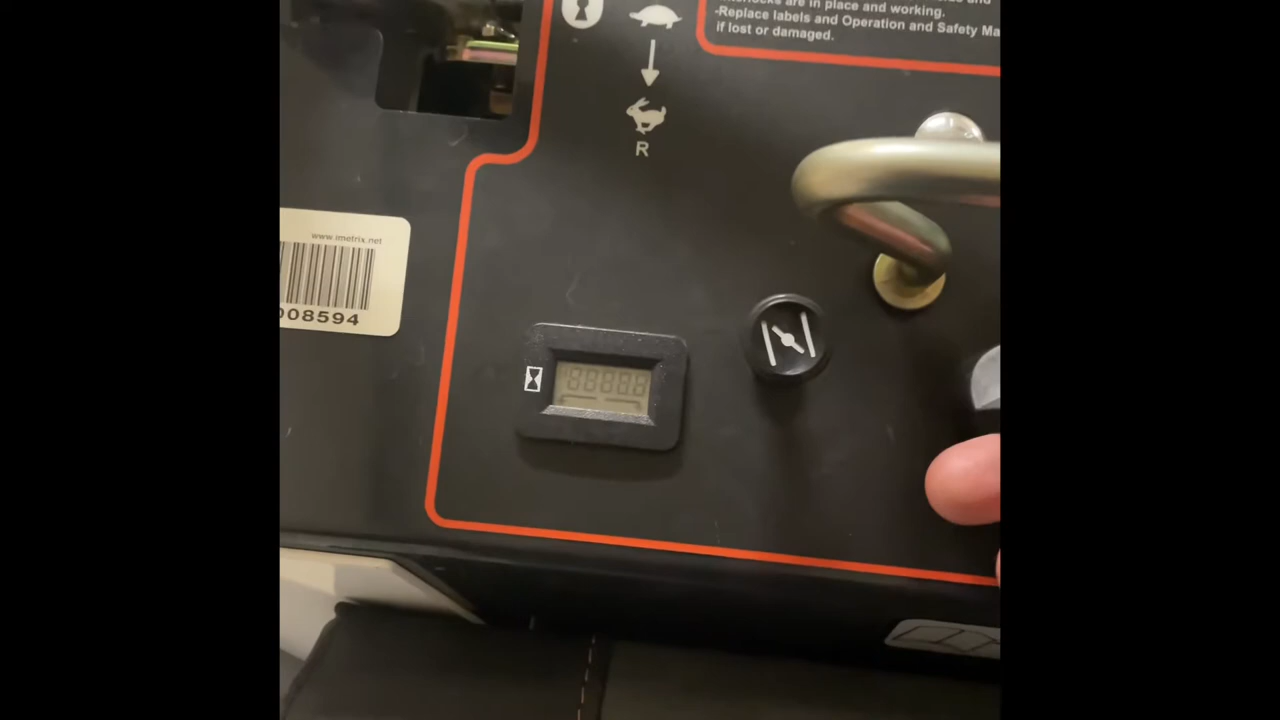 interlocks are in place and working.
-Replace labels and Operation and Safety Ma
if lost or damaged.
R
www.imetrix.net
008594